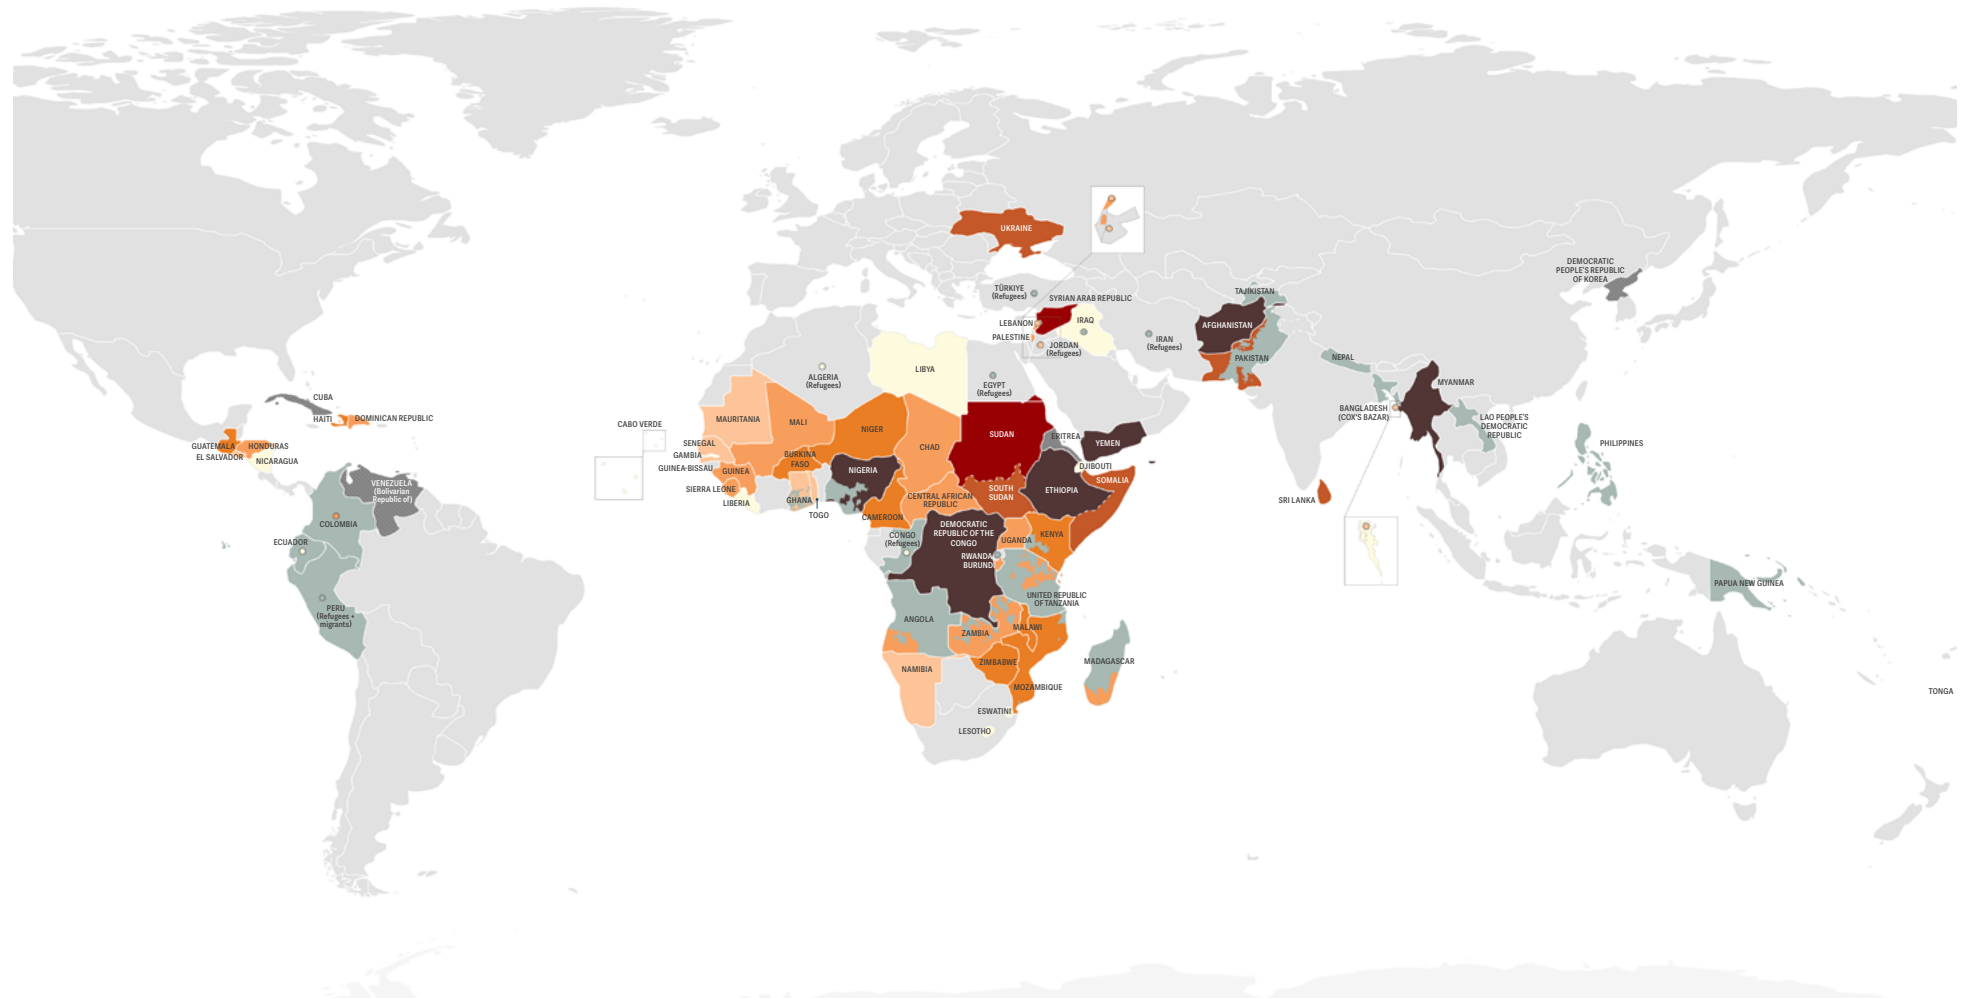 UKRAINE
DEMOCRATIC
PEOPLE'S REPUBLIC
OF KOREA
TÜRKIYE
(Refugees)
SYRIAN ARAB REPUBLIC
TAJIKISTAN
LEBANON
IRAQ
AFGHANISTAN
PALESTINE
JORDAN
(Refugees)
IRAN
(Refugees)
PAKISTAN
NEPAL
LIBYA
ALGERIA
(Refugees)
EGYPT
(Refugees)
MYANMAR
CUBA
HAITI
DOMINICAN REPUBLIC
BANGLADESH
(COX'S BAZAR)
LAO PEOPLE'S
DEMOCRATIC
REPUBLIC
CABO VERDE
MAURITANIA
MALI
NIGER
CHAD
SUDAN
ERITREA
YEMEN
PHILIPPINES
GUATEMALA
HONDURAS
EL SALVADOR
NICARAGUA
SENEGAL
GAMBIA
GUINEA-BISSAU
GUINEA
BURKINA
FASO
NIGERIA
DJIBOUTI
SOMALIA
VENEZUELA
(Bolivarian
Republic of)
SIERRA LEONE
LIBERIA
GHANA
TOGO
CAMEROON
CENTRAL AFRICAN
REPUBLIC
SOUTH
SUDAN
ETHIOPIA
SRI LANKA
COLOMBIA
ECUADOR
CONGO
(Refugees)
DEMOCRATIC
REPUBLIC OF THE
CONGO
UGANDA
KENYA
RWANDA
BURUNDI
PERU
(Refugees +
migrants)
UNITED REPUBLIC
OF TANZANIA
PAPUA NEW GUINEA
ANGOLA
ZAMBIA
MALAWI
NAMIBIA
ZIMBABWE
MOZAMBIQUE
MADAGASCAR
ESWATINI
LESOTHO
TONGA